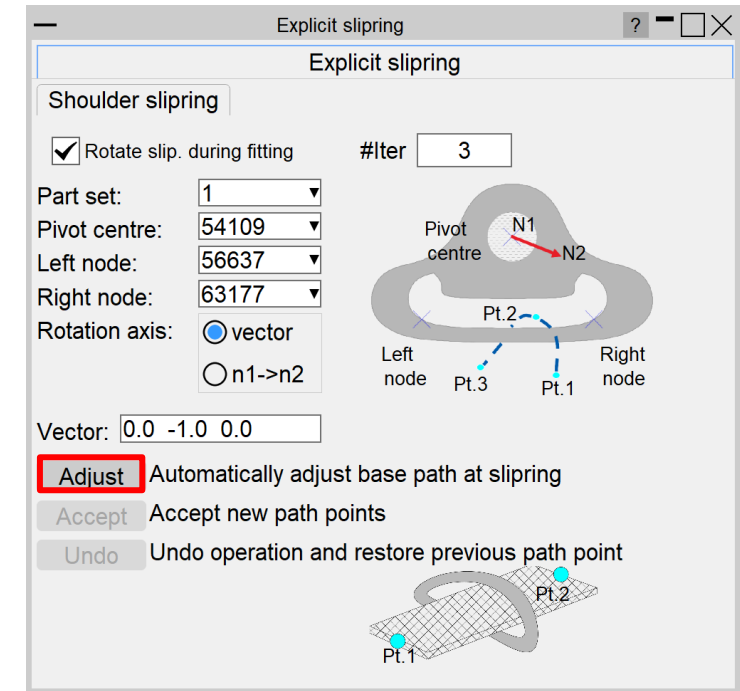 Explicit slipring ?
Explicit slipring
Shoulder slipring
Rotate slip. during fitting #Iter 3
Part set: 1
Pivot centre: 54109
Left node: 56637
Right node: 63177
Rotation axis: vector
n1->n2
Pivot
centre
N1
N2
Pt.2
Left
node
Pt.3
Pt.1
Right
node
Vector: 0.0 -1.0 0.0
Adjust Automatically adjust base path at slipring
Accept Accept new path points
Undo Undo operation and restore previous path point
Pt.2
Pt.1